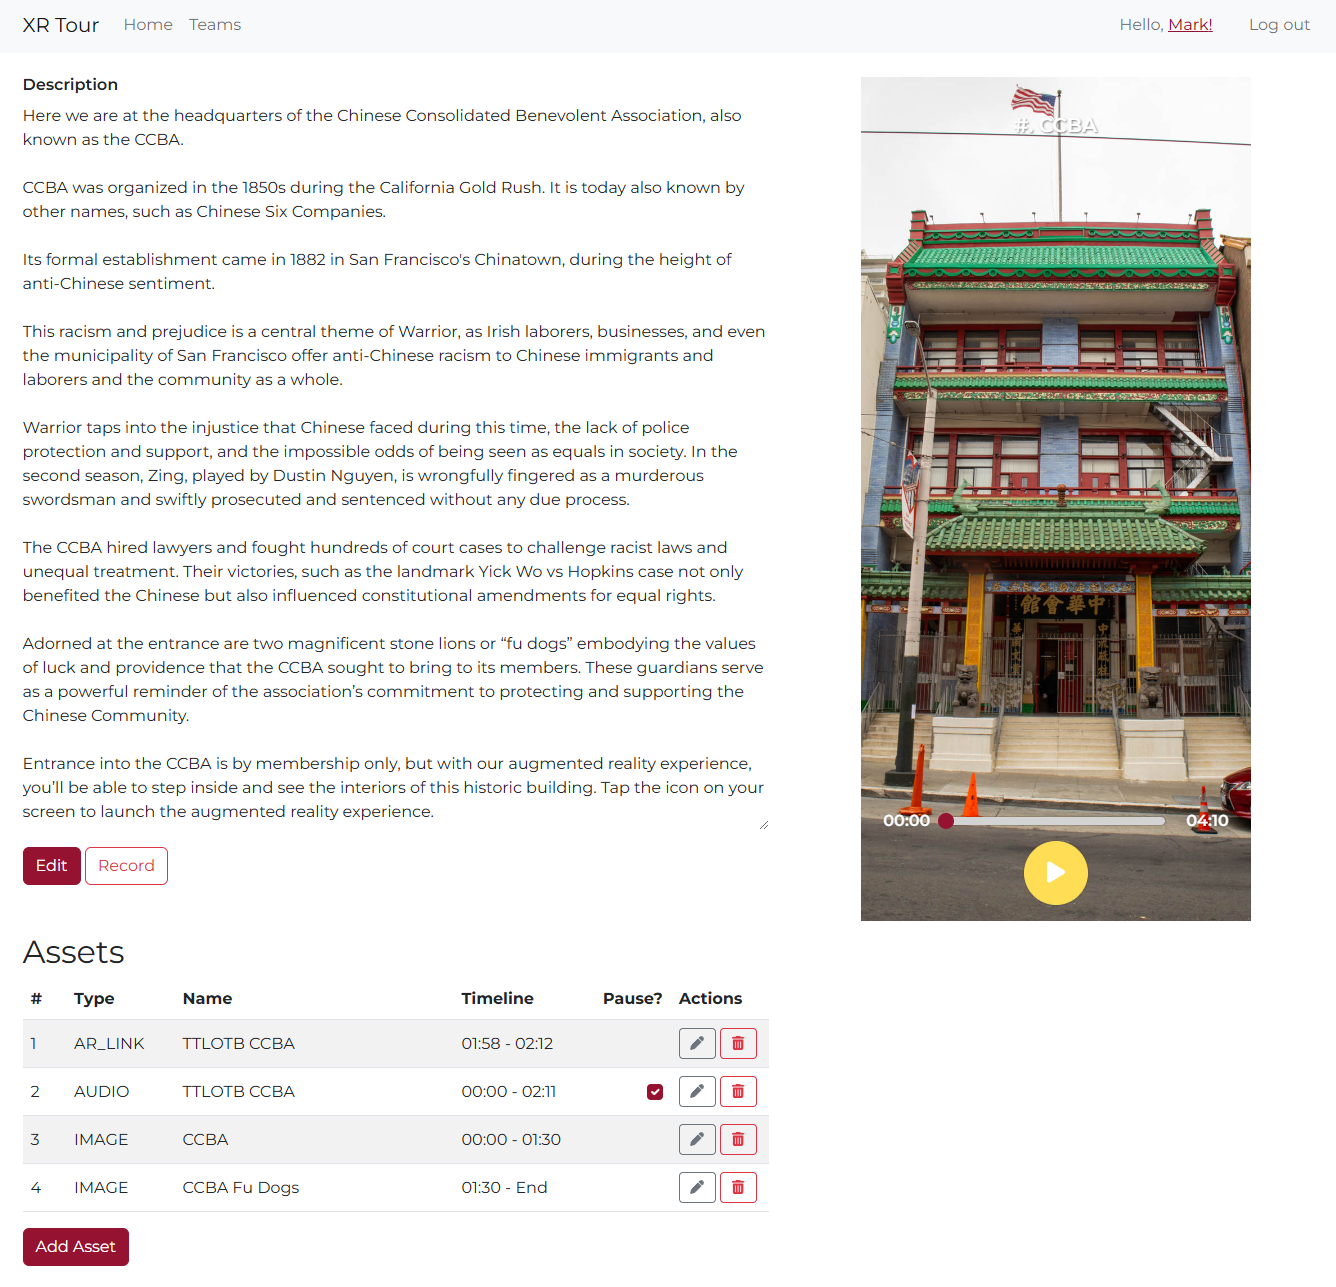 XR Tour Home Teams Hello, Mark! Log out
Description
Here we are at the headquarters of the Chinese Consolidated Benevolent Association, also
known as the CCBA.
CCBA was organized in the 1850s during the California Gold Rush. It is today also known by
other names, such as Chinese Six Companies.
Its formal establishment came in 1882 in San Francisco's Chinatown, during the height of
anti-Chinese sentiment.
This racism and prejudice is a central theme of Warrior, as Irish laborers, businesses, and even
the municipality of San Francisco offer anti-Chinese racism to Chinese immigrants and
laborers and the community as a whole.
Warrior taps into the injustice that Chinese faced during this time, the lack of police
protection and support, and the impossible odds of being seen as equals in society. In the
second season, Zing, played by Dustin Nguyen, is wrongfully fingered as a murderous
swordsman and swiftly prosecuted and sentenced without any due process.
The CCBA hired lawyers and fought hundreds of court cases to challenge racist laws and
unequal treatment. Their victories, such as the landmark Yick Wo vs Hopkins case not only
benefited the Chinese but also influenced constitutional amendments for equal rights.
Adorned at the entrance are two magnificent stone lions or “fu dogs” embodying the values
of luck and providence that the CCBA sought to bring to its members. These guardians serve
as a powerful reminder of the association’s commitment to protecting and supporting the
Chinese Community.
Entrance into the CCBA is by membership only, but with our augmented reality experience,
you’ll be able to step inside and see the interiors of this historic building. Tap the icon on your
screen to launch the augmented reality experience.
Edit Record
#. CCBA
館會華中
00:00 04:10
Assets
# Type Name Timeline Pause? Actions
1 AR_LINK TTLOTB CCBA 01:58 - 02:12
2 AUDIO TTLOTB CCBA 00:00 - 02:11
3 IMAGE CCBA 00:00 - 01:30
4 IMAGE CCBA Fu Dogs 01:30 - End
Add Asset